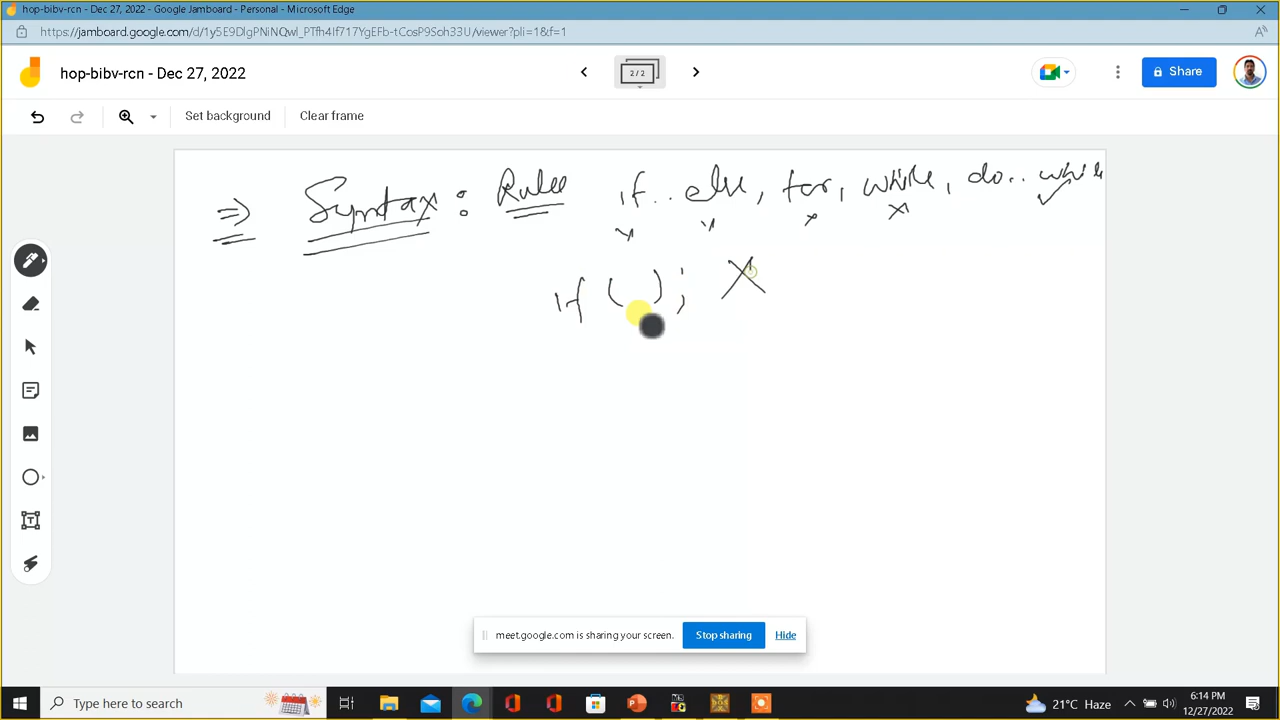 hop-bibv-rcn - Dec 27, 2022 - Google Jamboard - Personal - Microsoft Edge
https://jamboard.google.com/d/1y5E9DlgPNiNQwl_PTfh4If717YgEFb-tCosP9Soh33U/viewer?pli=1&f=1
hop-bibv-rcn - Dec 27, 2022
2/2
Share
Set background
Clear frame
⇒ Syntax : Rules if .. else, for, while, do.. while
if ( ) ; X
meet.google.com is sharing your screen.
Stop sharing
Hide
Type here to search
21°C Haze
6:14 PM
12/27/2022